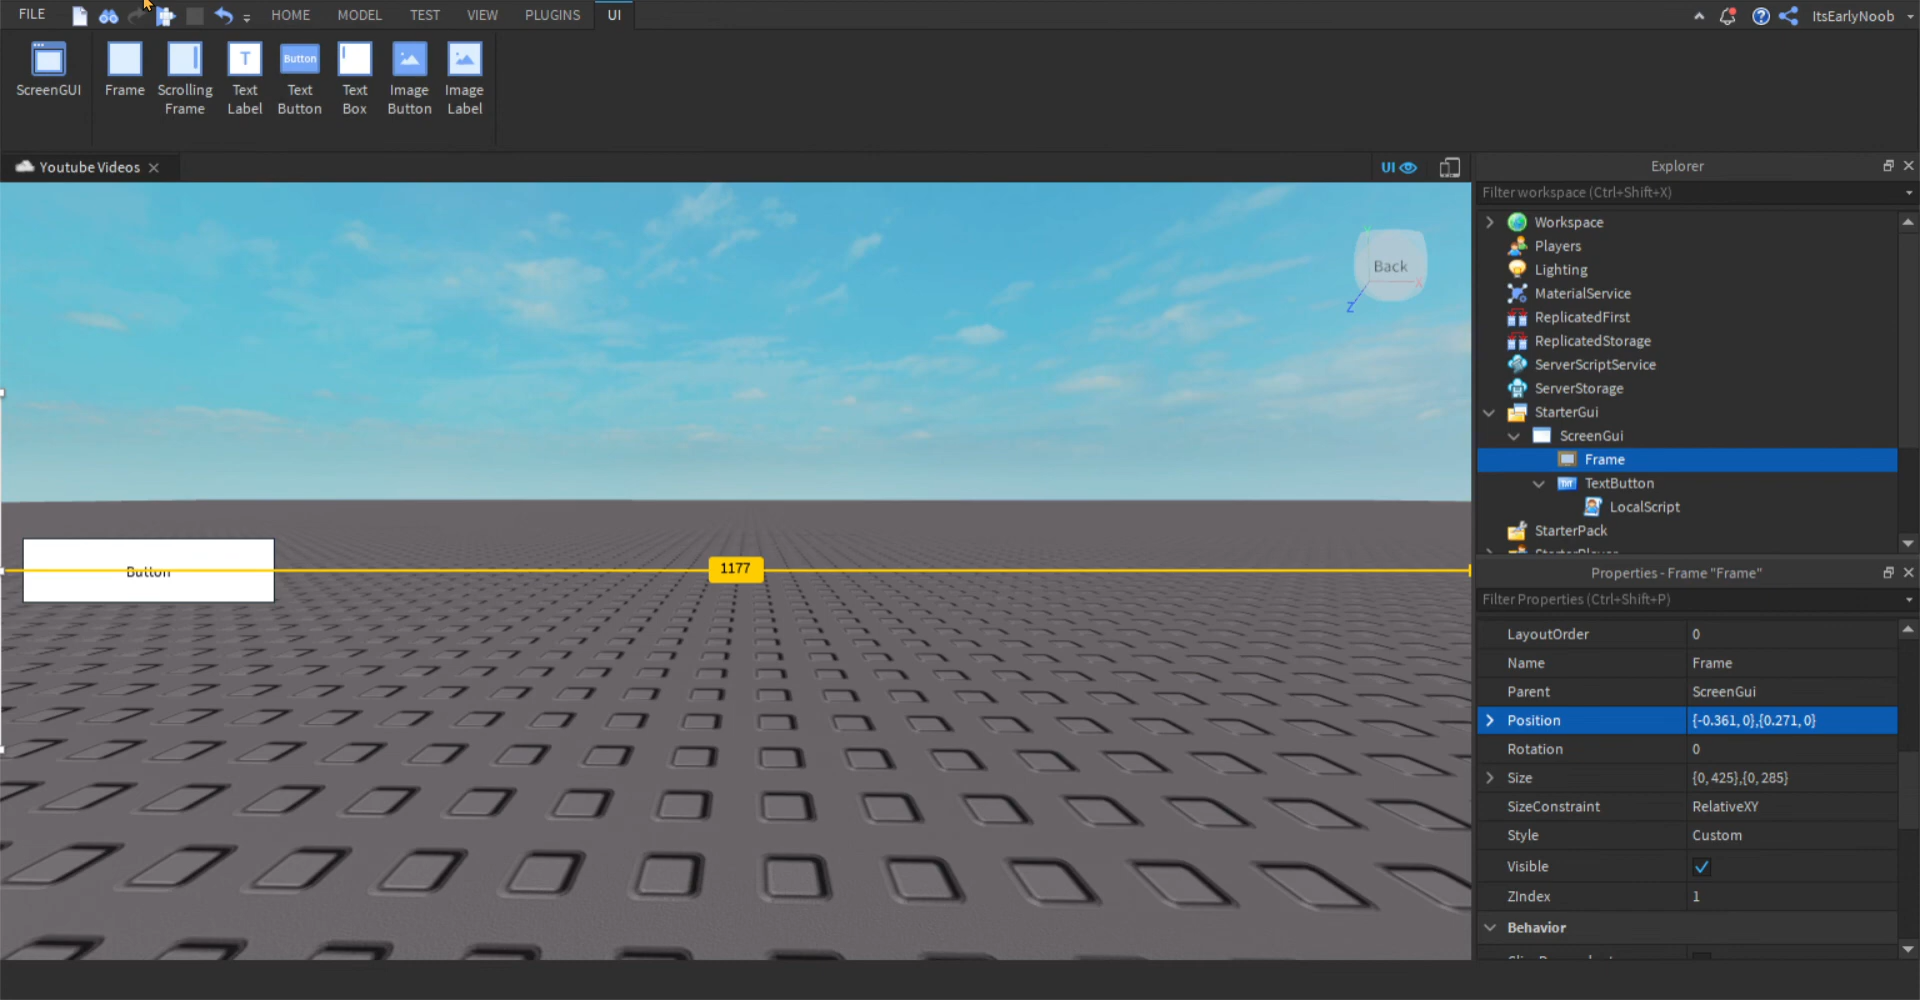 FILE HOME MODEL TEST VIEW PLUGINS UI ItsEarlyNoob
ScreenGUI Frame Scrolling Frame Text Label Button Text Button Text Box Image Button Image Label
Youtube Videos UI
Explorer
Filter workspace (Ctrl+Shift+X)
Workspace
Players
Lighting
MaterialService
ReplicatedFirst
ReplicatedStorage
ServerScriptService
ServerStorage
StarterGui
ScreenGui
Frame
TextButton
LocalScript
StarterPack
StarterPlayer
Back
X
Z
Button
1177
Properties - Frame "Frame"
Filter Properties (Ctrl+Shift+P)
LayoutOrder 0
Name Frame
Parent ScreenGui
Position {-0.361, 0},{0.271, 0}
Rotation 0
Size {0, 425},{0, 285}
SizeConstraint RelativeXY
Style Custom
Visible
ZIndex 1
Behavior